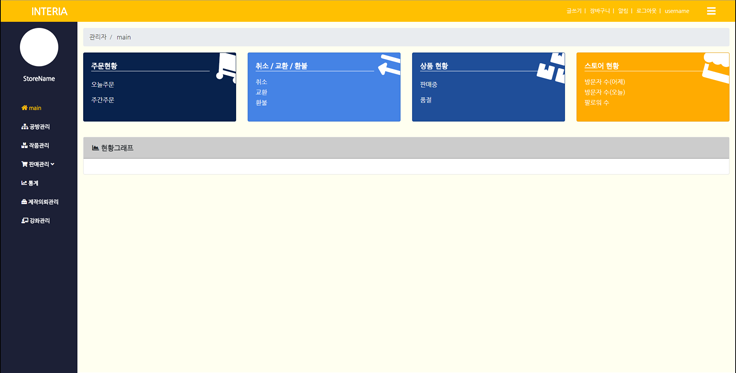 INTERIA
글쓰기 | 장바구니 | 알림 | 로그아웃 | username
StoreName
main
공방관리
작품관리
판매관리
통계
제작의뢰관리
강좌관리
관리자 / main
주문현황
오늘주문
주간주문
취소 / 교환 / 환불
취소
교환
환불
상품 현황
판매중
품절
스토어 현황
방문자 수(어제)
방문자 수(오늘)
팔로워 수
현황그래프